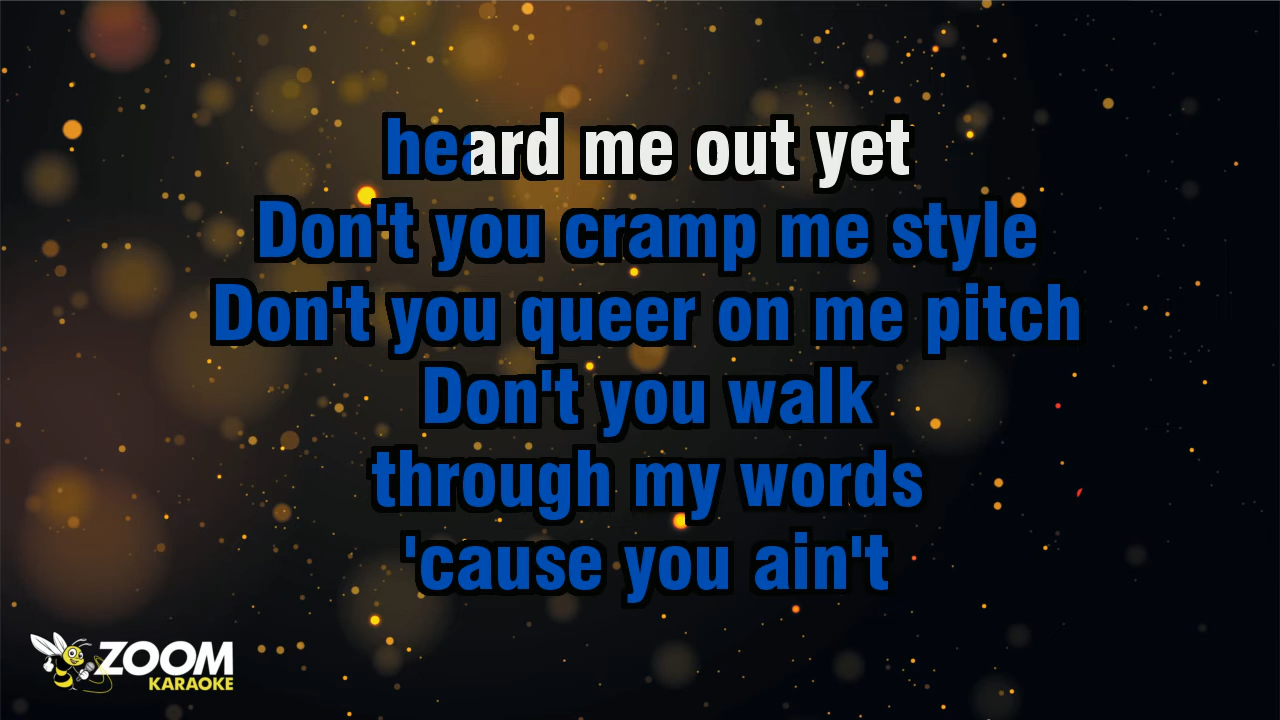 heard me out yet
Don't you cramp me style
Don't you queer on me pitch
Don't you walk
through my words
'cause you ain't
ZOOM
KARAOKE